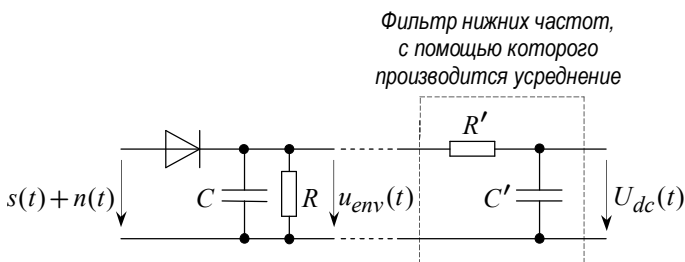 Фильтр нижних частот,
с помощью которого
производится усреднение
R′
s(t)+n(t)
C
R
u_env(t)
C′
U_dc(t)